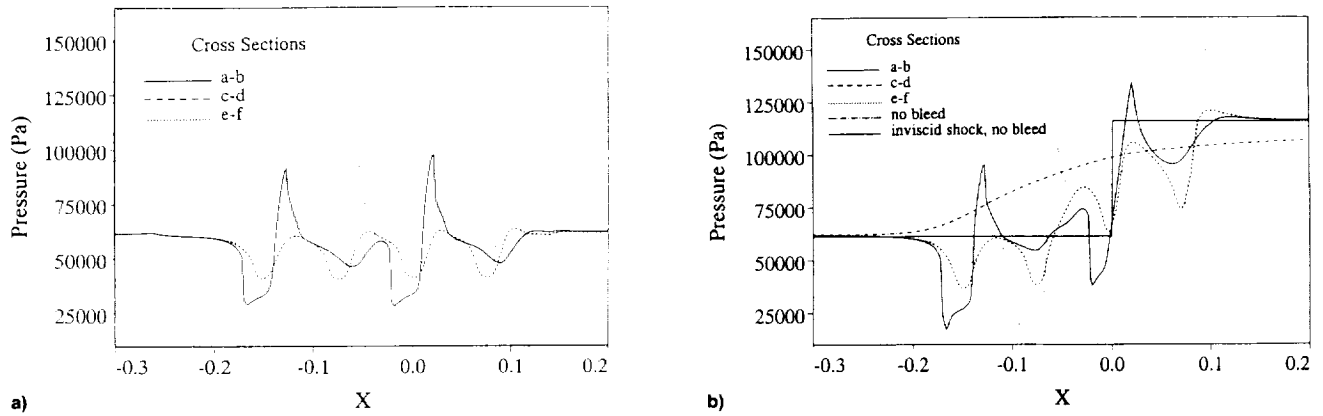 150000
125000
100000
75000
50000
25000
Pressure (Pa)
Cross Sections
a-b
c-d
e-f
-0.3
-0.2
-0.1
0.0
0.1
0.2
X
a)
150000
125000
100000
75000
50000
25000
Pressure (Pa)
Cross Sections
a-b
c-d
e-f
no bleed
inviscid shock, no bleed
-0.3
-0.2
-0.1
0.0
0.1
0.2
X
b)